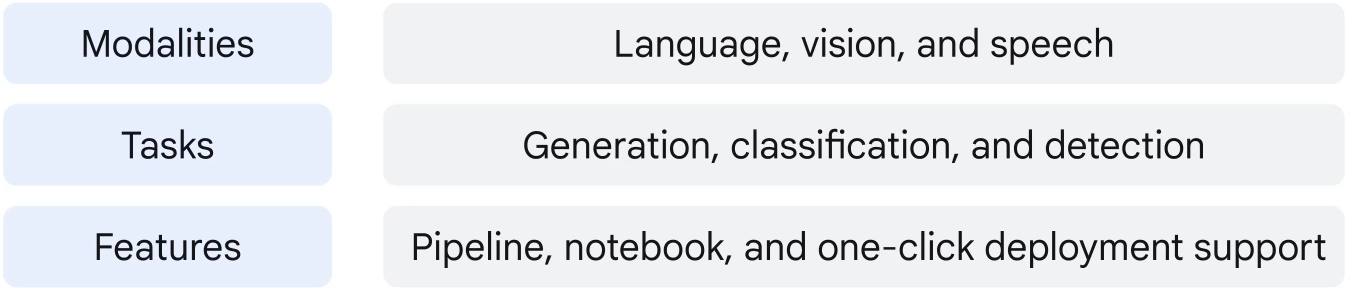 Modalities Language, vision, and speech
Tasks Generation, classification, and detection
Features Pipeline, notebook, and one-click deployment support